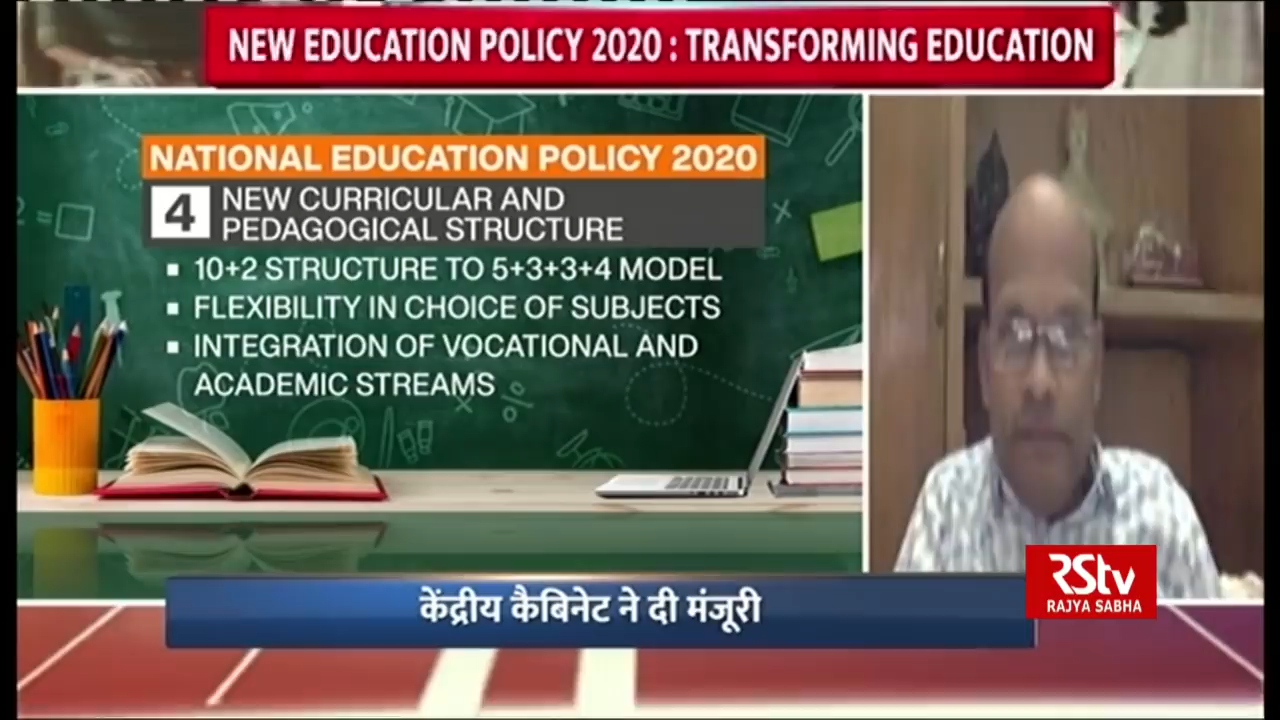 NEW EDUCATION POLICY 2020 : TRANSFORMING EDUCATION
NATIONAL EDUCATION POLICY 2020
4 NEW CURRICULAR AND
PEDAGOGICAL STRUCTURE
▪ 10+2 STRUCTURE TO 5+3+3+4 MODEL
▪ FLEXIBILITY IN CHOICE OF SUBJECTS
▪ INTEGRATION OF VOCATIONAL AND
ACADEMIC STREAMS
केंद्रीय कैबिनेट ने दी मंजूरी
RStv
RAJYA SABHA